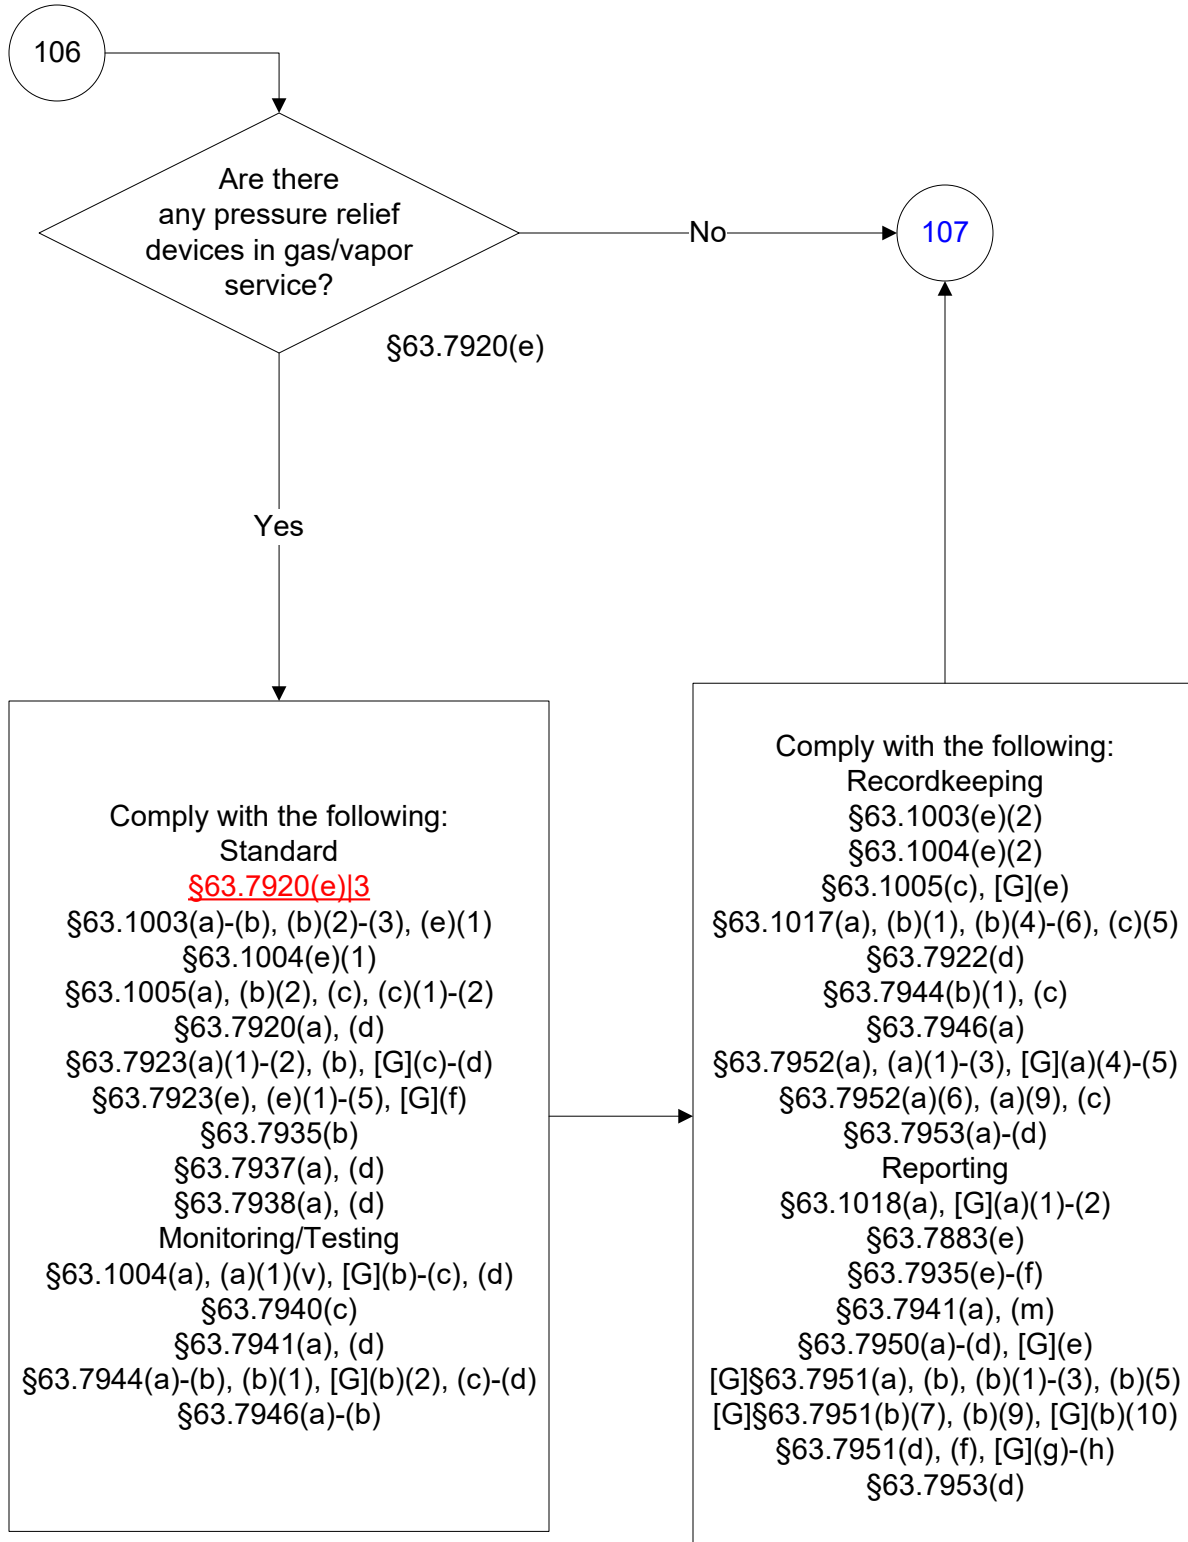 106
Are there
any pressure relief
devices in gas/vapor
service?
No
107
§63.7920(e)
Yes
Comply with the following:
Standard
§63.7920(e)|3
§63.1003(a)-(b), (b)(2)-(3), (e)(1)
§63.1004(e)(1)
§63.1005(a), (b)(2), (c), (c)(1)-(2)
§63.7920(a), (d)
§63.7923(a)(1)-(2), (b), [G](c)-(d)
§63.7923(e), (e)(1)-(5), [G](f)
§63.7935(b)
§63.7937(a), (d)
§63.7938(a), (d)
Monitoring/Testing
§63.1004(a), (a)(1)(v), [G](b)-(c), (d)
§63.7940(c)
§63.7941(a), (d)
§63.7944(a)-(b), (b)(1), [G](b)(2), (c)-(d)
§63.7946(a)-(b)
Comply with the following:
Recordkeeping
§63.1003(e)(2)
§63.1004(e)(2)
§63.1005(c), [G](e)
§63.1017(a), (b)(1), (b)(4)-(6), (c)(5)
§63.7922(d)
§63.7944(b)(1), (c)
§63.7946(a)
§63.7952(a), (a)(1)-(3), [G](a)(4)-(5)
§63.7952(a)(6), (a)(9), (c)
§63.7953(a)-(d)
Reporting
§63.1018(a), [G](a)(1)-(2)
§63.7883(e)
§63.7935(e)-(f)
§63.7941(a), (m)
§63.7950(a)-(d), [G](e)
[G]§63.7951(a), (b), (b)(1)-(3), (b)(5)
[G]§63.7951(b)(7), (b)(9), [G](b)(10)
§63.7951(d), (f), [G](g)-(h)
§63.7953(d)